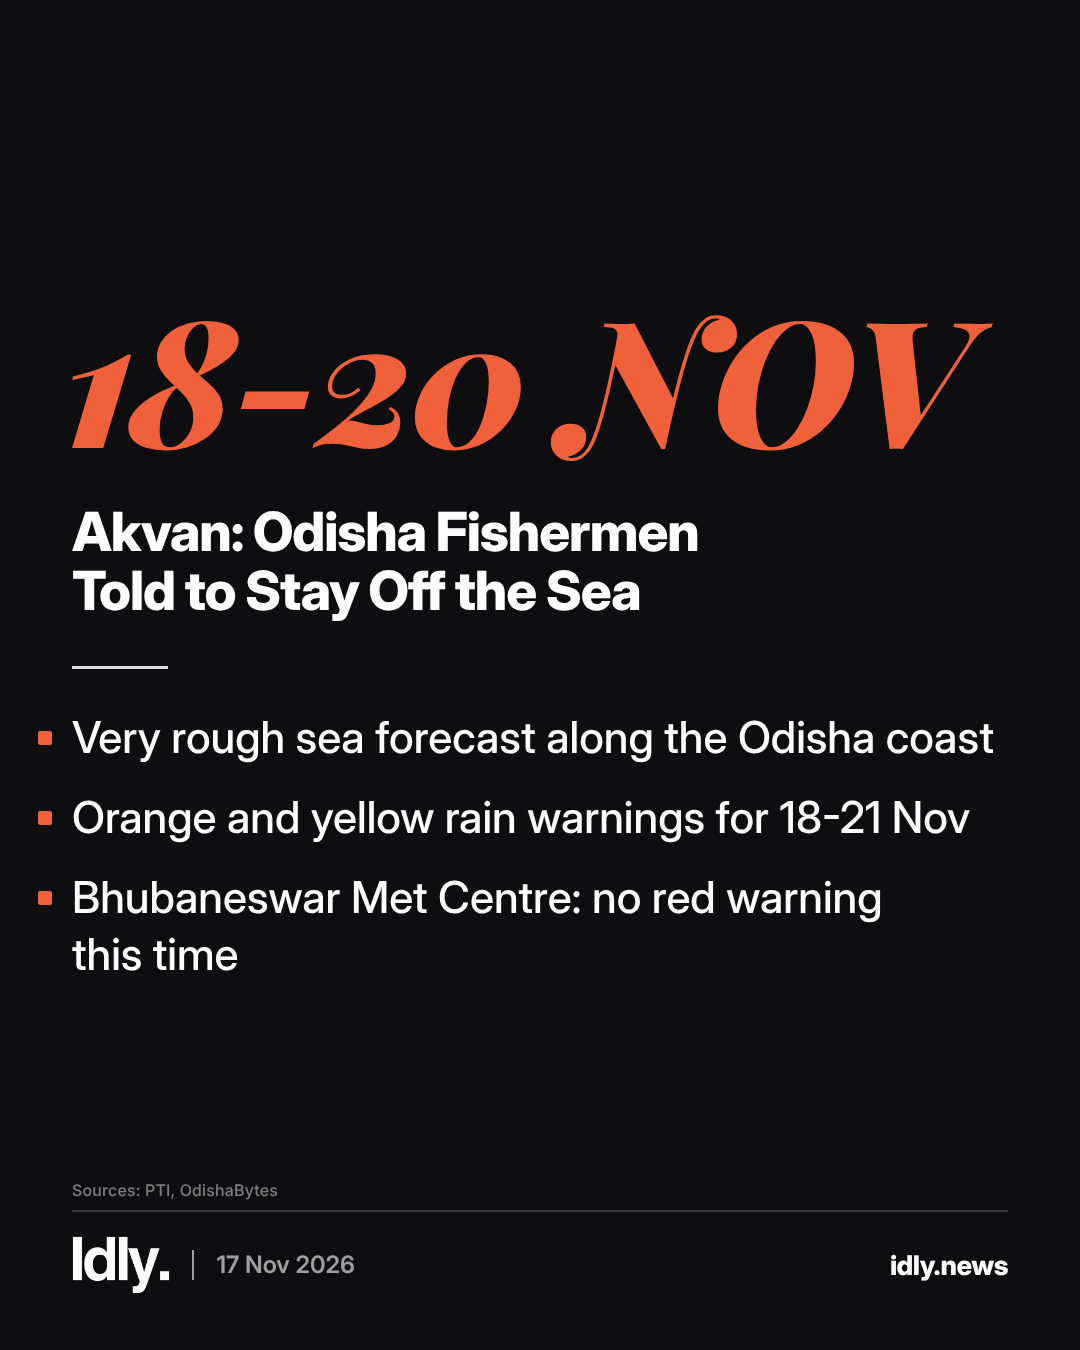 18–20 NOV
Akvan: Odisha Fishermen
Told to Stay Off the Sea
Very rough sea forecast along the Odisha coast
Orange and yellow rain warnings for 18-21 Nov
Bhubaneswar Met Centre: no red warning
this time
Sources: PTI, OdishaBytes
Idly. | 17 Nov 2026
idly.news